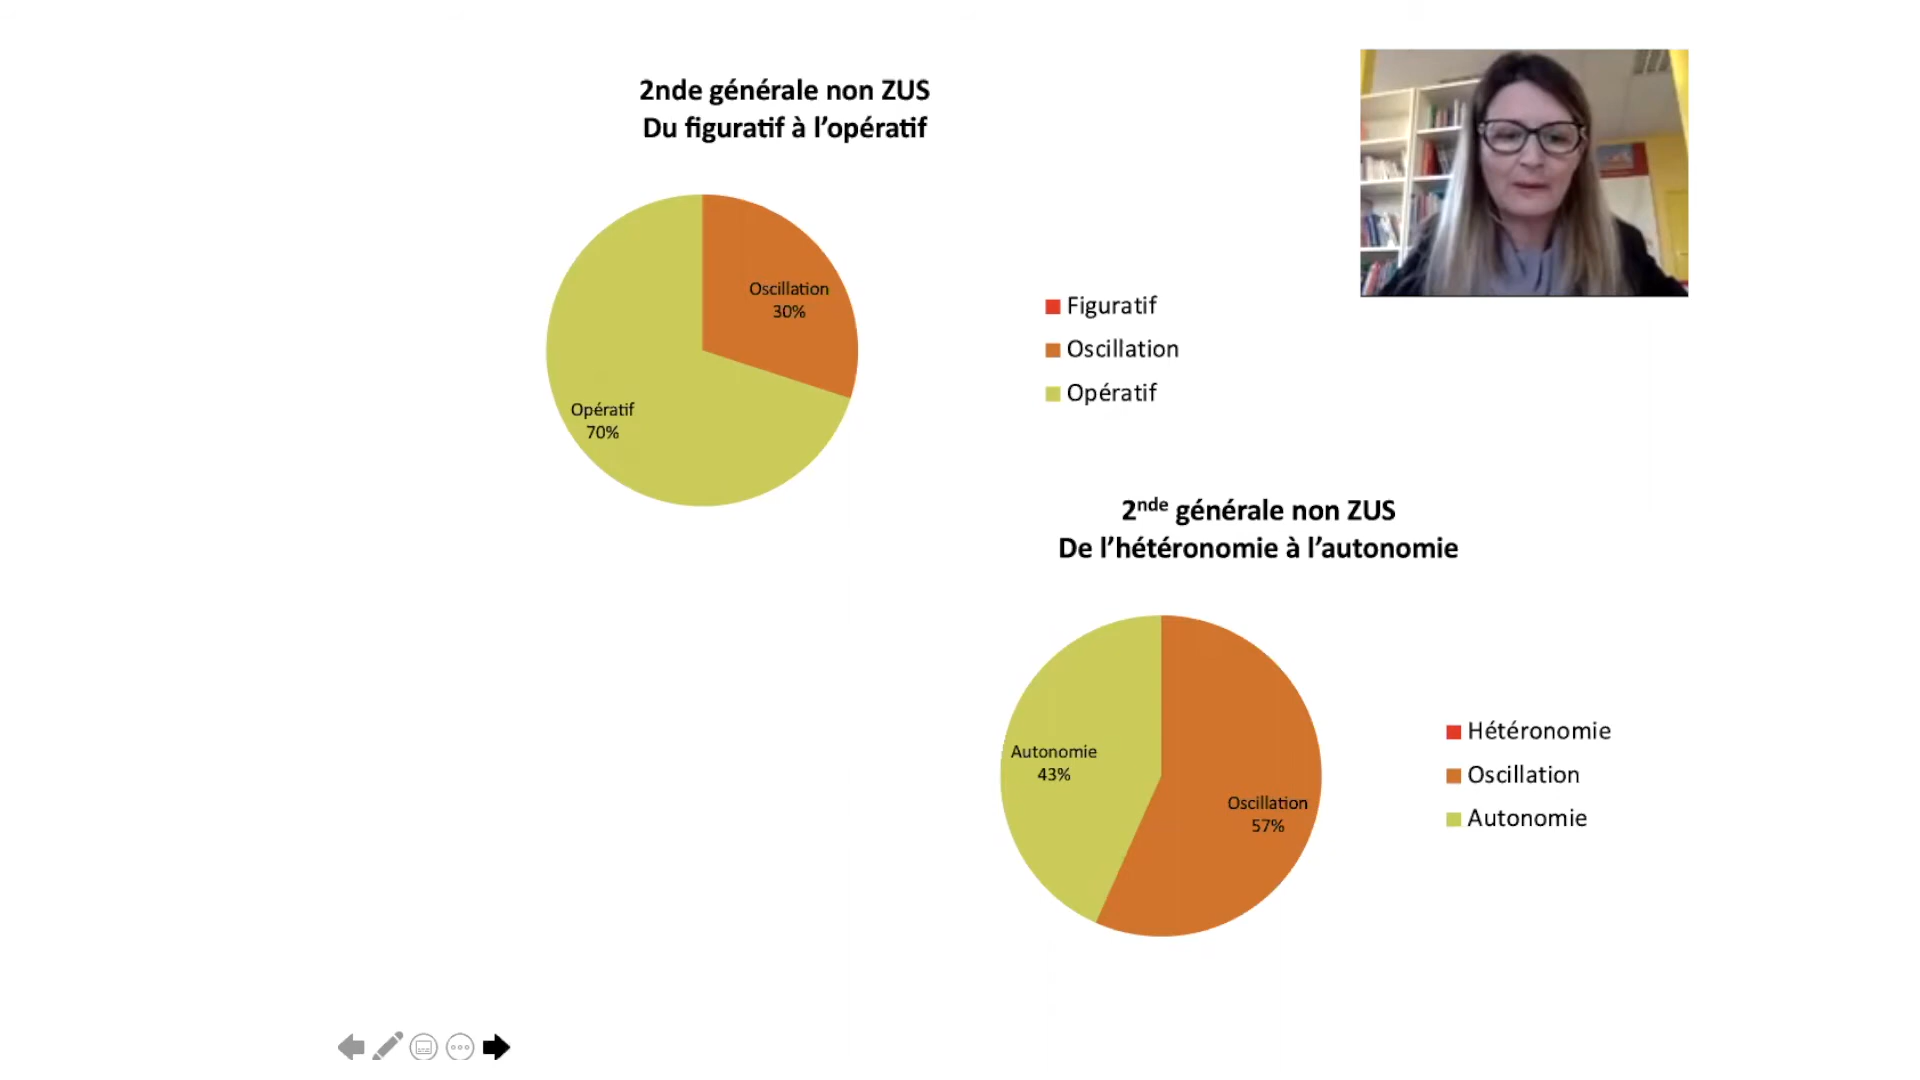 2nde générale non ZUS
Du figuratif à l’opératif
Oscillation
30%
Opératif
70%
Figuratif
Oscillation
Opératif
2nde générale non ZUS
De l’hétéronomie à l’autonomie
Autonomie
43%
Oscillation
57%
Hétéronomie
Oscillation
Autonomie